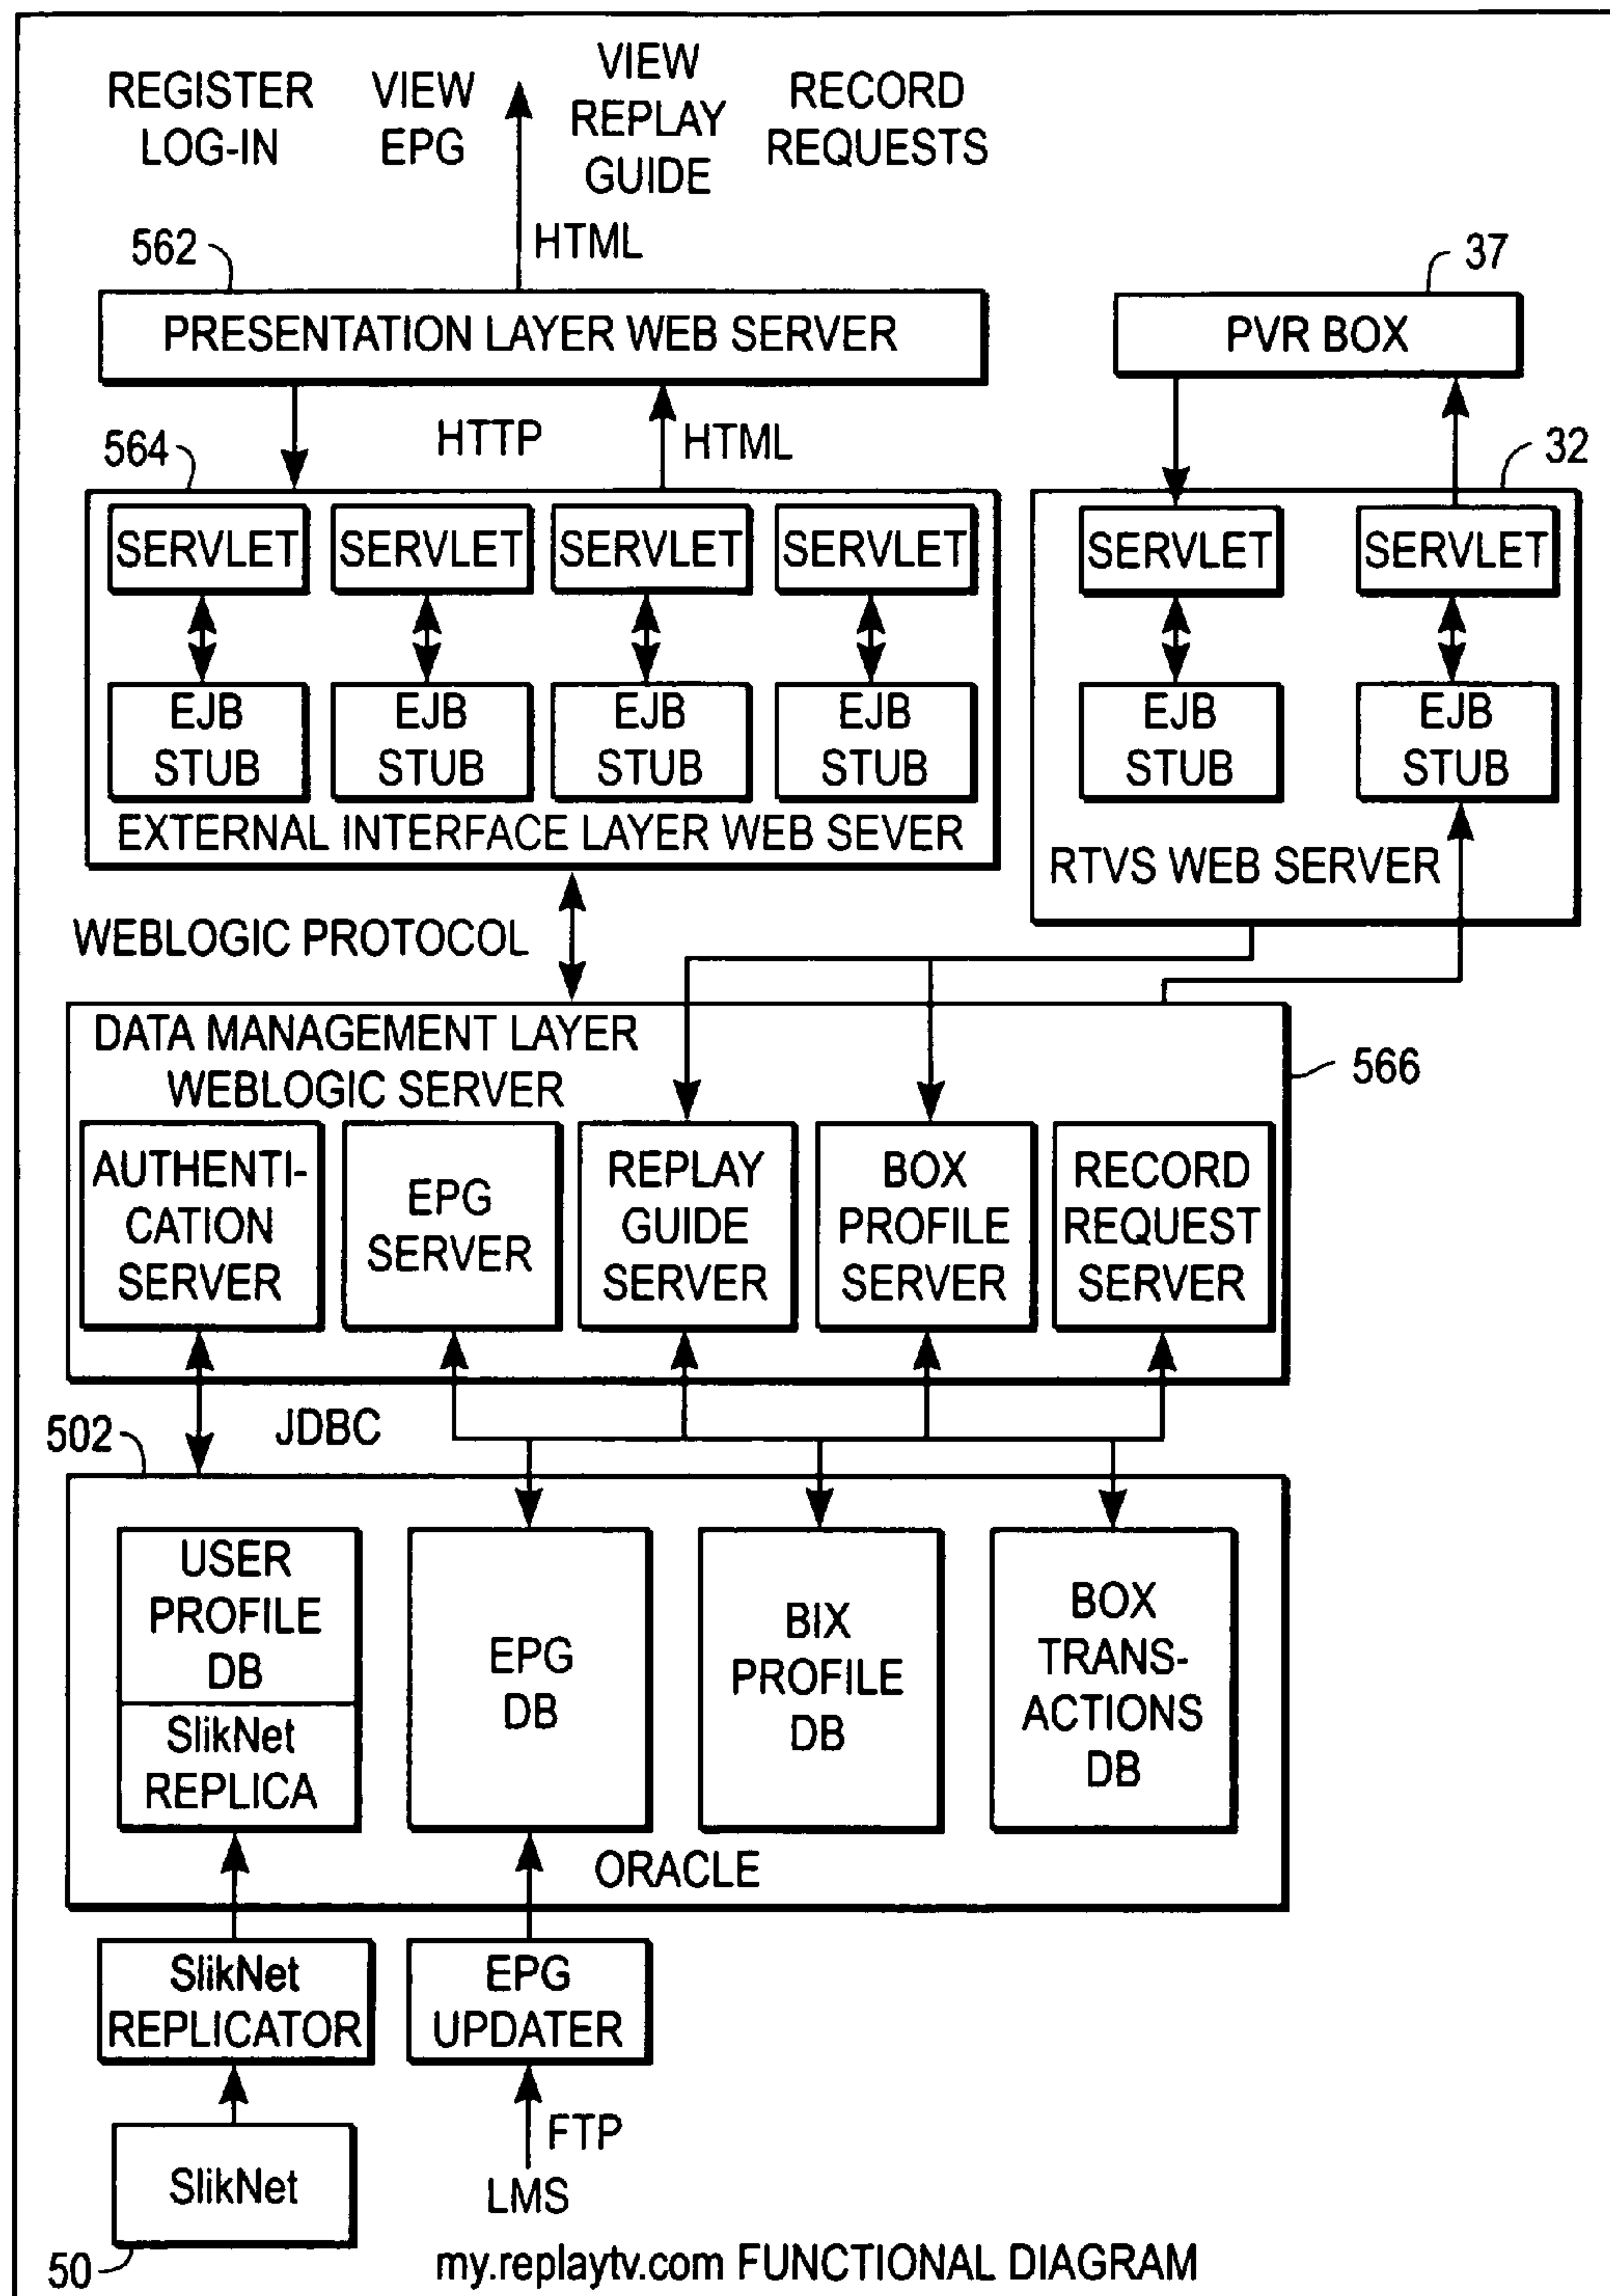 REGISTER
LOG-IN
VIEW
EPG
VIEW
REPLAY
GUIDE
RECORD
REQUESTS
HTML
562
PRESENTATION LAYER WEB SERVER
37
PVR BOX
HTTP
HTML
564
32
SERVLET
SERVLET
SERVLET
SERVLET
EJB
STUB
EJB
STUB
EJB
STUB
EJB
STUB
EXTERNAL INTERFACE LAYER WEB SEVER
SERVLET
SERVLET
EJB
STUB
EJB
STUB
RTVS WEB SERVER
WEBLOGIC PROTOCOL
DATA MANAGEMENT LAYER
WEBLOGIC SERVER
566
AUTHENTI-
CATION
SERVER
EPG
SERVER
REPLAY
GUIDE
SERVER
BOX
PROFILE
SERVER
RECORD
REQUEST
SERVER
JDBC
502
USER
PROFILE
DB
SlikNet
REPLICA
EPG
DB
BIX
PROFILE
DB
BOX
TRANS-
ACTIONS
DB
ORACLE
SlikNet
REPLICATOR
EPG
UPDATER
FTP
LMS
SlikNet
50
my.replaytv.com FUNCTIONAL DIAGRAM